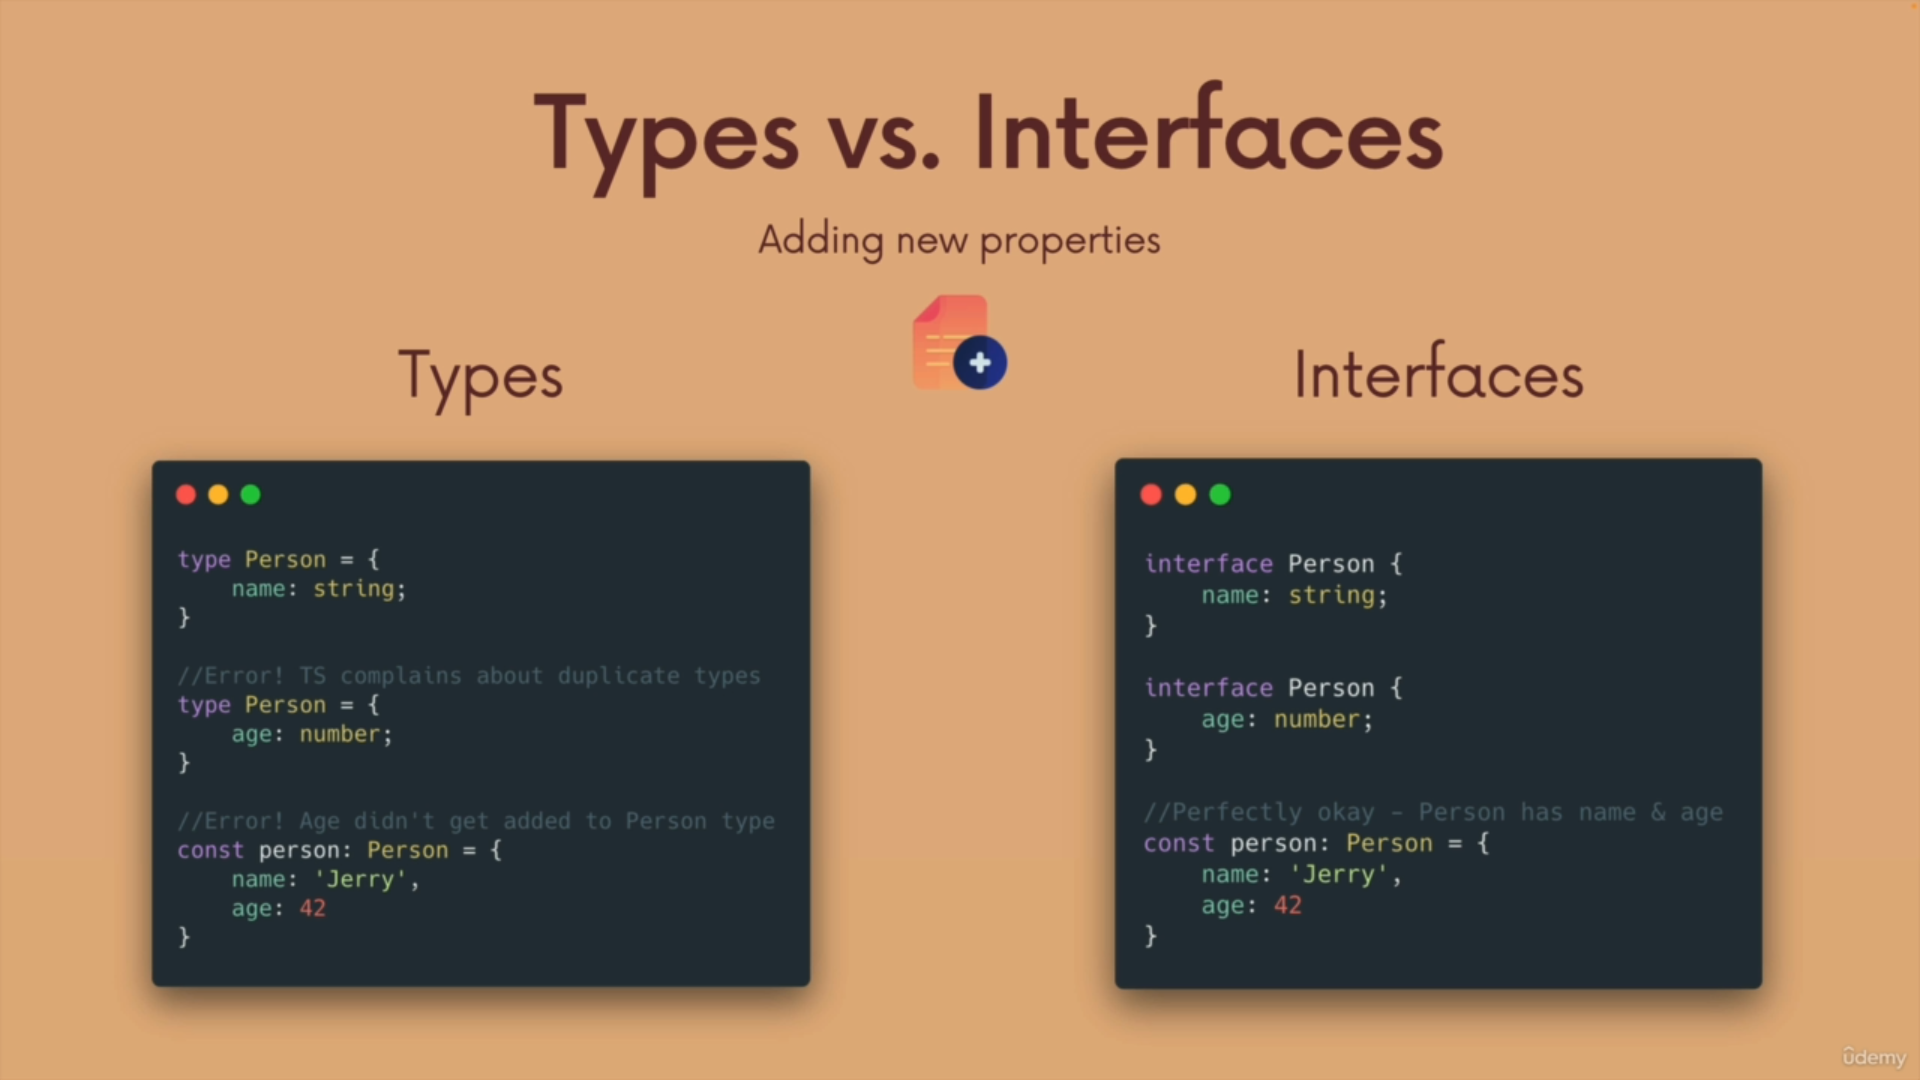 Types vs. Interfaces
Adding new properties
Types
type Person = {
    name: string;
}
//Error! TS complains about duplicate types
type Person = {
    age: number;
}
//Error! Age didn't get added to Person type
const person: Person = {
    name: 'Jerry',
    age: 42
}
Interfaces
interface Person {
    name: string;
}
interface Person {
    age: number;
}
//Perfectly okay - Person has name & age
const person: Person = {
    name: 'Jerry',
    age: 42
}
ûdemy